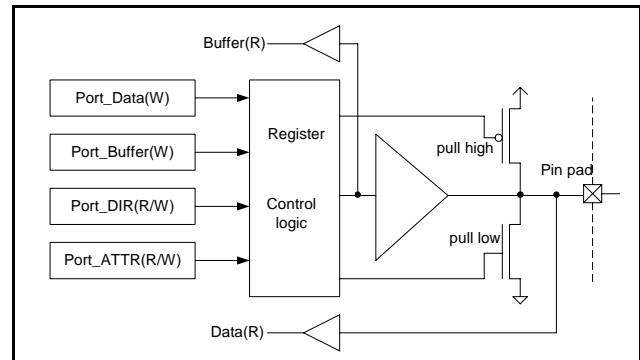 Buffer(R)
Port_Data(W)
Port_Buffer(W)
Port_DIR(R/W)
Port_ATTR(R/W)
Register
Control
logic
pull high
Pin pad
pull low
Data(R)